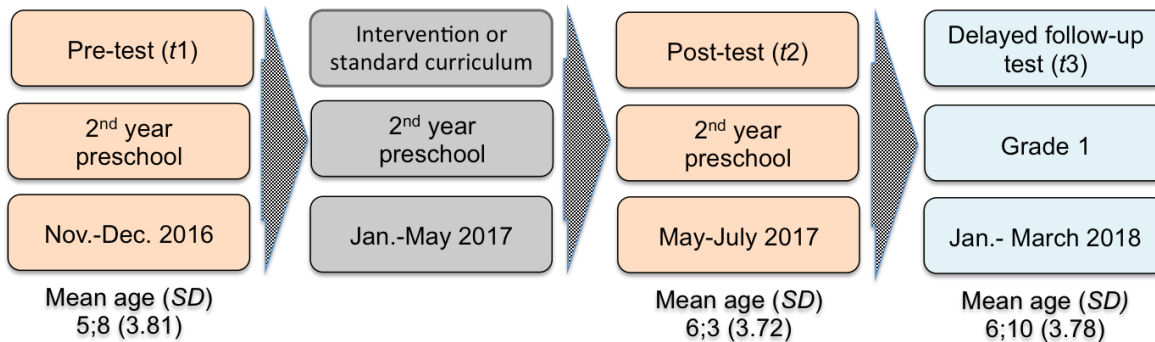 Pre-test (t1)
2nd year
preschool
Nov.-Dec. 2016
Mean age (SD)
5;8 (3.81)
Intervention or
standard curriculum
2nd year
preschool
Jan.-May 2017
Post-test (t2)
2nd year
preschool
May-July 2017
Mean age (SD)
6;3 (3.72)
Delayed follow-up
test (t3)
Grade 1
Jan.- March 2018
Mean age (SD)
6;10 (3.78)